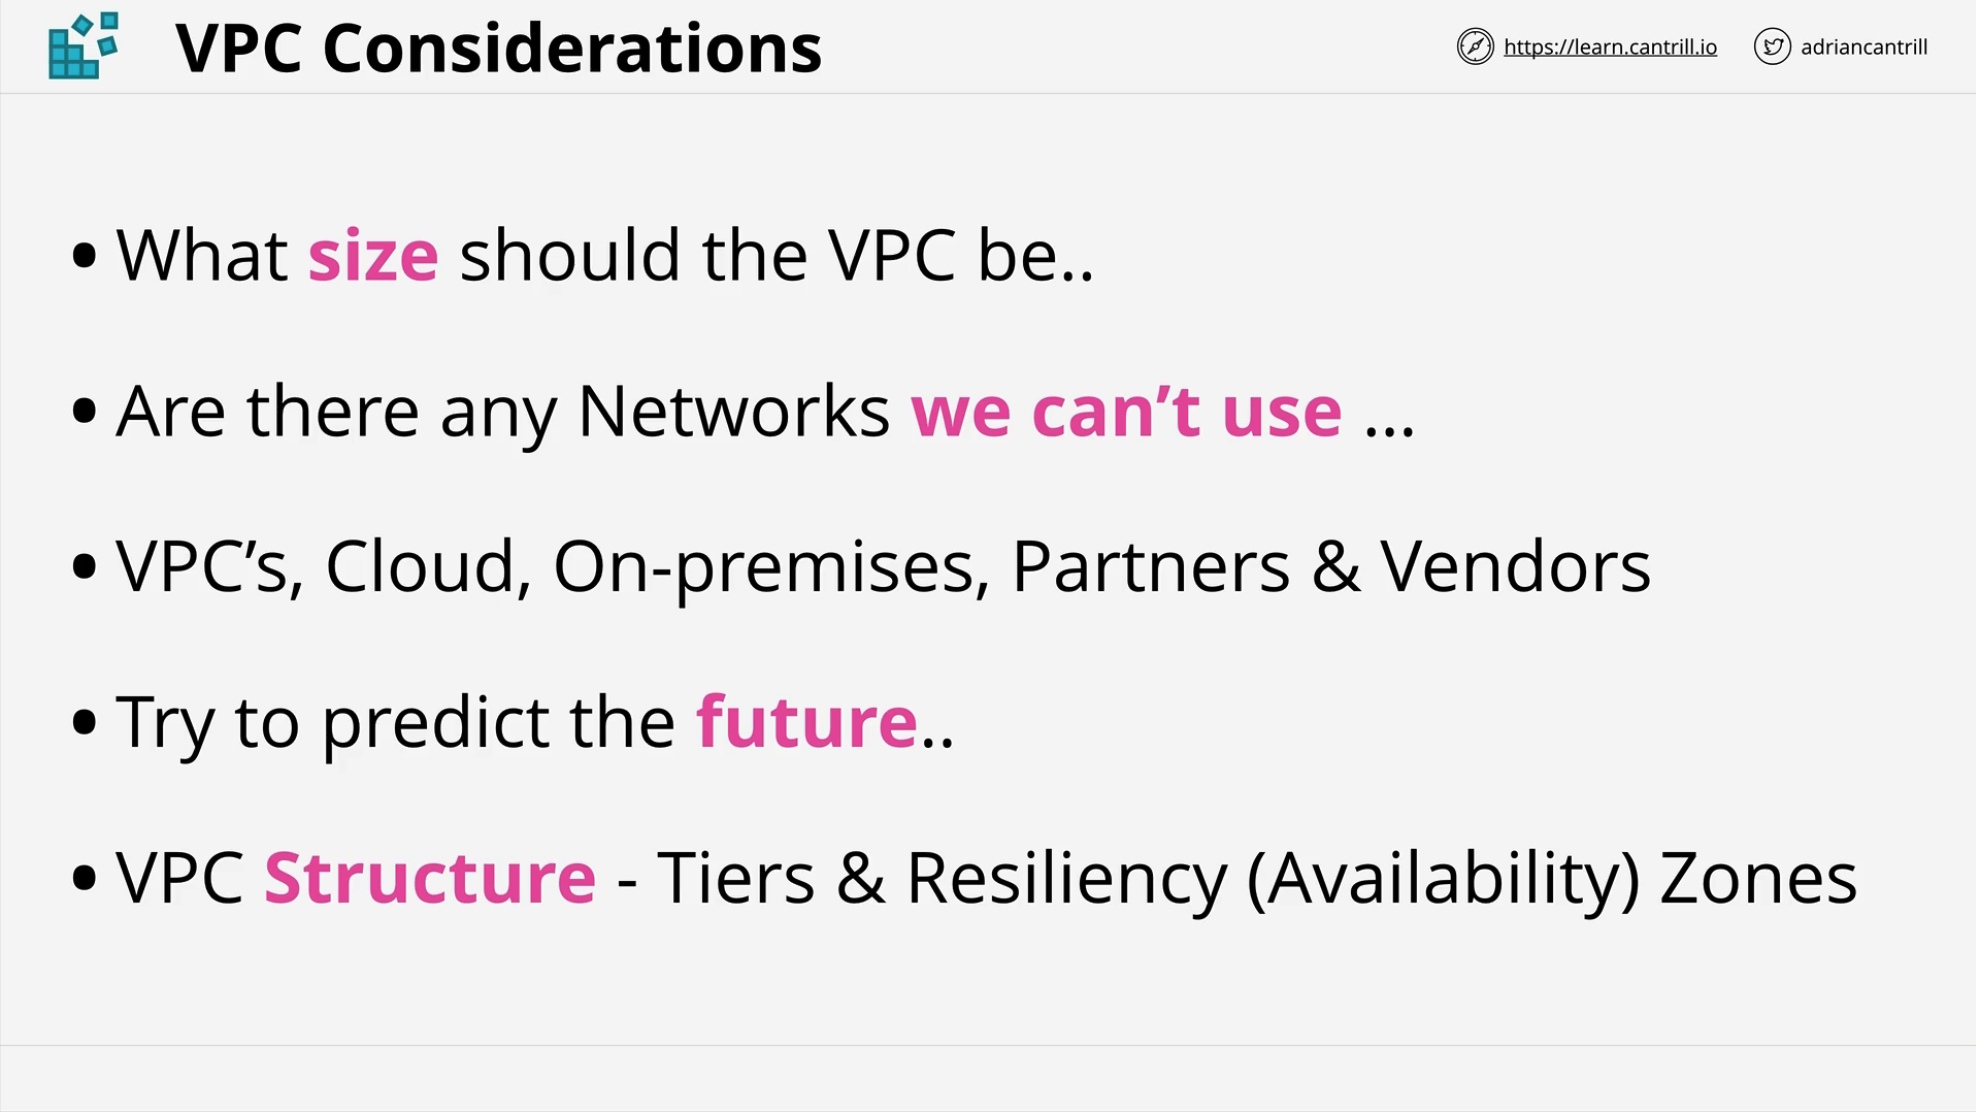 VPC Considerations
https://learn.cantrill.io
adriancantrill
• What size should the VPC be..
• Are there any Networks we can’t use ...
• VPC’s, Cloud, On-premises, Partners & Vendors
• Try to predict the future..
• VPC Structure - Tiers & Resiliency (Availability) Zones